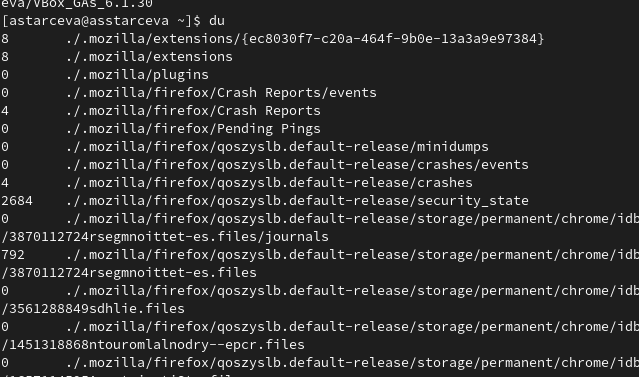 eva/VBox_GAs_6.1.30
[astarceva@asstarceva ~]$ du
8 ./.mozilla/extensions/{ec8030f7-c20a-464f-9b0e-13a3a9e97384}
8 ./.mozilla/extensions
0 ./.mozilla/plugins
0 ./.mozilla/firefox/Crash Reports/events
4 ./.mozilla/firefox/Crash Reports
0 ./.mozilla/firefox/Pending Pings
0 ./.mozilla/firefox/qoszyslb.default-release/minidumps
0 ./.mozilla/firefox/qoszyslb.default-release/crashes/events
4 ./.mozilla/firefox/qoszyslb.default-release/crashes
2684 ./.mozilla/firefox/qoszyslb.default-release/security_state
0 ./.mozilla/firefox/qoszyslb.default-release/storage/permanent/chrome/idb
/3870112724rsegmnoittet-es.files/journals
792 ./.mozilla/firefox/qoszyslb.default-release/storage/permanent/chrome/idb
/3870112724rsegmnoittet-es.files
0 ./.mozilla/firefox/qoszyslb.default-release/storage/permanent/chrome/idb
/3561288849sdhlie.files
0 ./.mozilla/firefox/qoszyslb.default-release/storage/permanent/chrome/idb
/1451318868ntouromlalnodry--epcr.files
0 ./.mozilla/firefox/qoszyslb.default-release/storage/permanent/chrome/idb